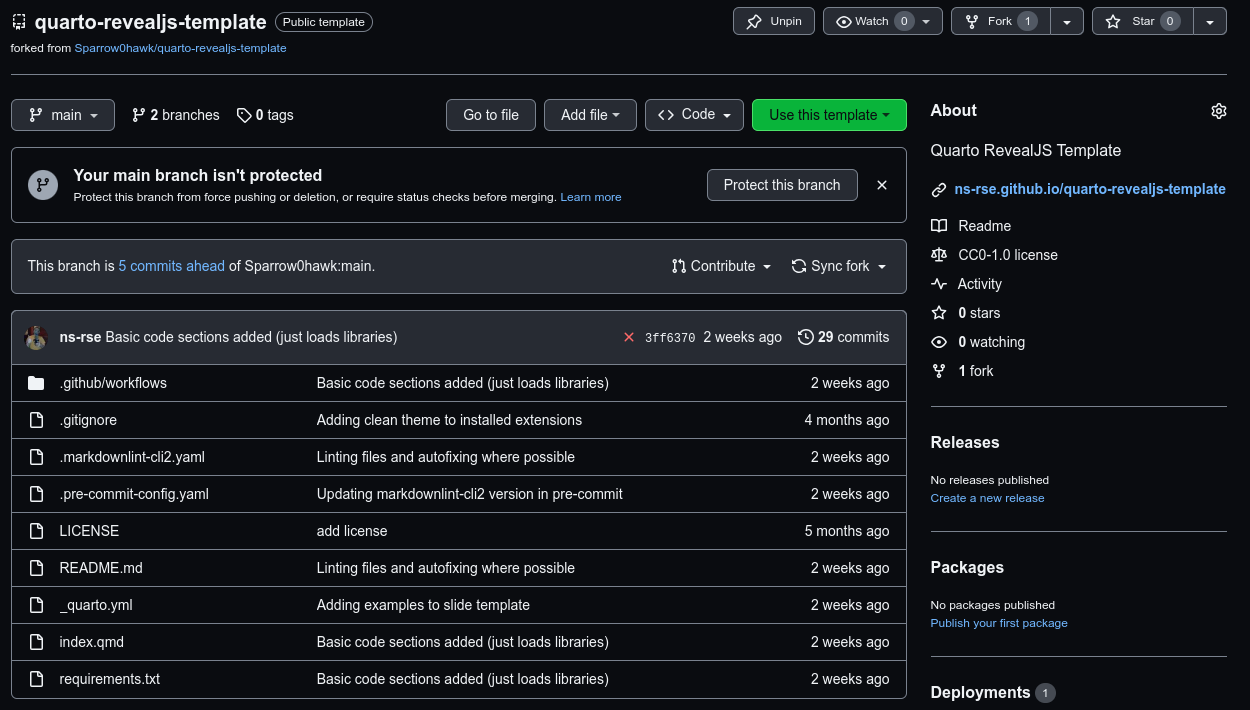 quarto-revealjs-template Public template Unpin Watch 0 Fork 1 Star 0
forked from Sparrow0hawk/quarto-revealjs-template
main 2 branches 0 tags Go to file Add file Code Use this template
Your main branch isn't protected
Protect this branch from force pushing or deletion, or require status checks before merging. Learn more
Protect this branch
This branch is 5 commits ahead of Sparrow0hawk:main. Contribute Sync fork
ns-rse Basic code sections added (just loads libraries) 3ff6370 2 weeks ago 29 commits
.github/workflows Basic code sections added (just loads libraries) 2 weeks ago
.gitignore Adding clean theme to installed extensions 4 months ago
.markdownlint-cli2.yaml Linting files and autofixing where possible 2 weeks ago
.pre-commit-config.yaml Updating markdownlint-cli2 version in pre-commit 2 weeks ago
LICENSE add license 5 months ago
README.md Linting files and autofixing where possible 2 weeks ago
_quarto.yml Adding examples to slide template 2 weeks ago
index.qmd Basic code sections added (just loads libraries) 2 weeks ago
requirements.txt Basic code sections added (just loads libraries) 2 weeks ago
About
Quarto RevealJS Template
ns-rse.github.io/quarto-revealjs-template
Readme
CC0-1.0 license
Activity
0 stars
0 watching
1 fork
Releases
No releases published
Create a new release
Packages
No packages published
Publish your first package
Deployments 1